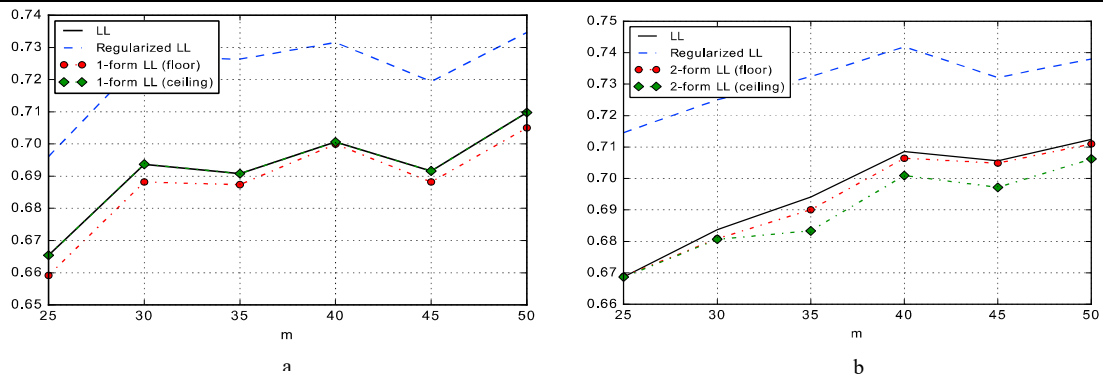 0.74
0.73
0.72
0.71
0.70
0.69
0.68
0.67
0.66
0.65
LL
Regularized LL
1-form LL (floor)
1-form LL (ceiling)
25 30 35 40 45 50
m
a
0.75
0.74
0.73
0.72
0.71
0.70
0.69
0.68
0.67
0.66
LL
Regularized LL
2-form LL (floor)
2-form LL (ceiling)
25 30 35 40 45 50
m
b